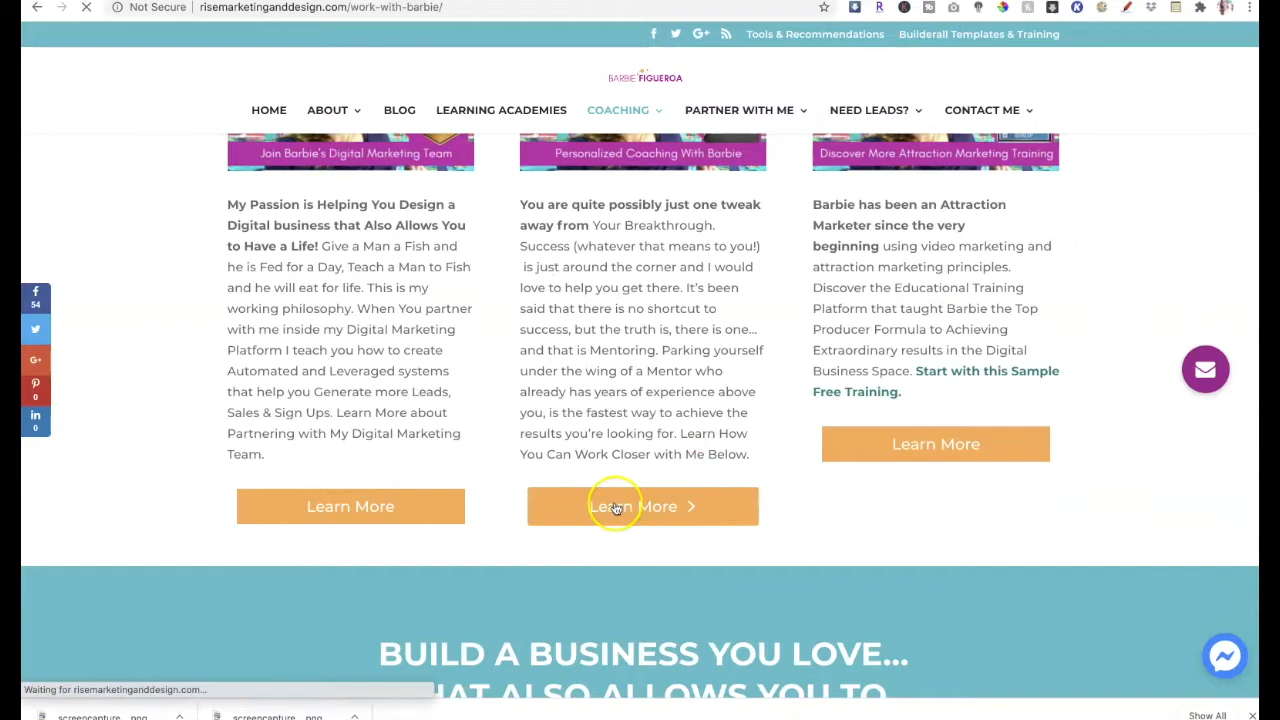 Not Secure | risemarketinganddesign.com/work-with-barbie/
Tools & Recommendations
Builderall Templates & Training
BARBIE FIGUEROA
HOME
ABOUT
BLOG
LEARNING ACADEMIES
COACHING
PARTNER WITH ME
NEED LEADS?
CONTACT ME
Join Barbie's Digital Marketing Team
My Passion is Helping You Design a
Digital business that Also Allows You
to Have a Life! Give a Man a Fish and
he is Fed for a Day, Teach a Man to Fish
and he will eat for life. This is my
working philosophy. When You partner
with me inside my Digital Marketing
Platform I teach you how to create
Automated and Leveraged systems
that help you Generate more Leads,
Sales & Sign Ups. Learn More about
Partnering with My Digital Marketing
Team.
Learn More
Personalized Coaching With Barbie
You are quite possibly just one tweak
away from Your Breakthrough.
Success (whatever that means to you!)
is just around the corner and I would
love to help you get there. It's been
said that there is no shortcut to
success, but the truth is, there is one...
and that is Mentoring. Parking yourself
under the wing of a Mentor who
already has years of experience above
you, is the fastest way to achieve the
results you're looking for. Learn How
You Can Work Closer with Me Below.
Learn More
Discover More Attraction Marketing Training
Barbie has been an Attraction
Marketer since the very
beginning using video marketing and
attraction marketing principles.
Discover the Educational Training
Platform that taught Barbie the Top
Producer Formula to Achieving
Extraordinary results in the Digital
Business Space. Start with this Sample
Free Training.
Learn More
54
0
0
BUILD A BUSINESS YOU LOVE...
THAT ALSO ALLOWS YOU TO
Waiting for risemarketinganddesign.com...
screencapture....png
screencapture....png
Show All